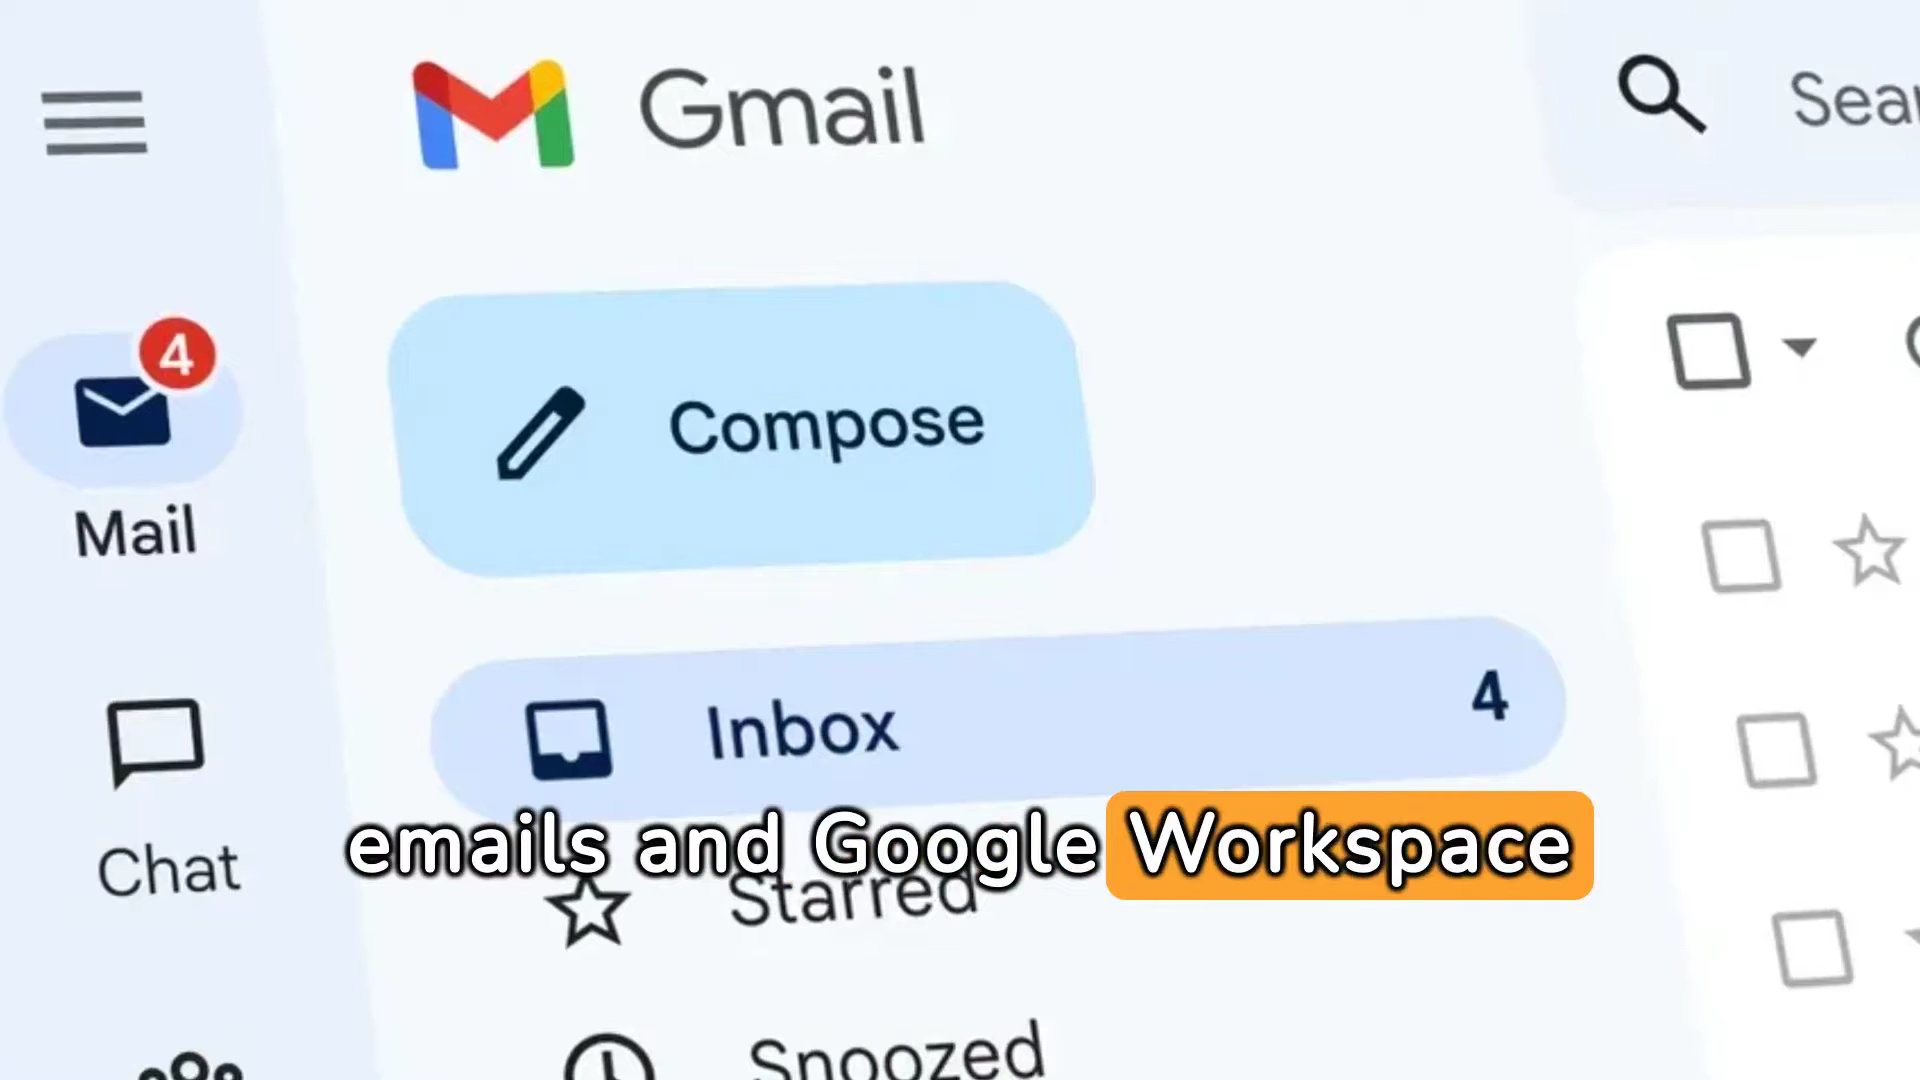 Gmail
Sear
4
Compose
Mail
Inbox
4
emails and Google Workspace
Chat
Starred
Snoozed